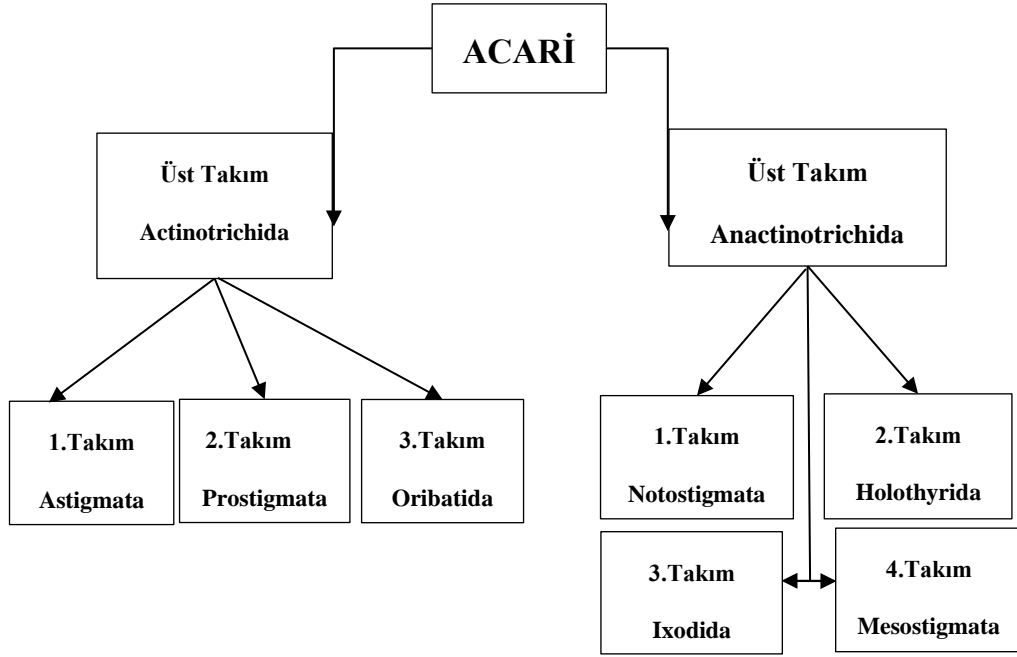 ACARİ
Üst Takım
Actinotrichida
Üst Takım
Anactinotrichida
1.Takım
Astigmata
2.Takım
Prostigmata
3.Takım
Oribatida
1.Takım
Notostigmata
2.Takım
Holothyrida
3.Takım
Ixodida
4.Takım
Mesostigmata